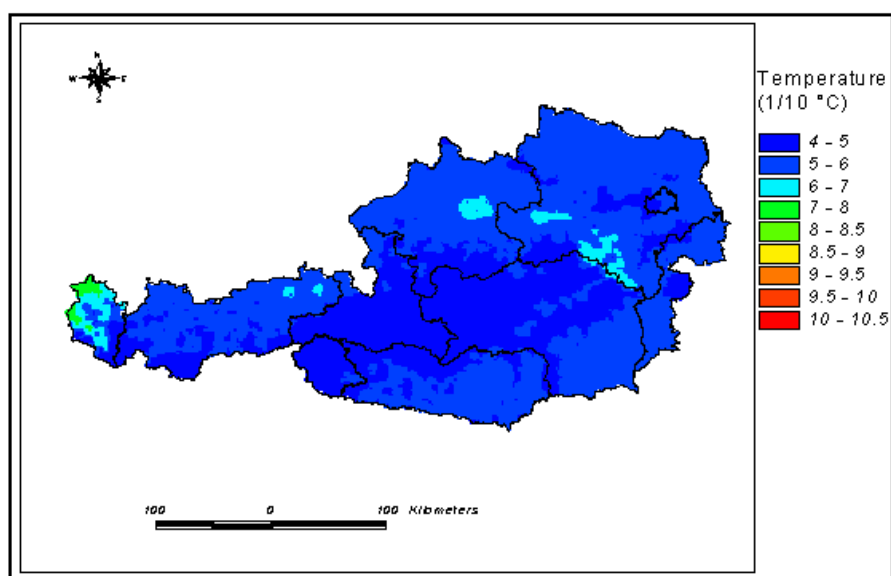 N
W E
S
Temperature
(1/10 °C)
4 - 5
5 - 6
6 - 7
7 - 8
8 - 8.5
8.5 - 9
9 - 9.5
9.5 - 10
10 - 10.5
100 0 100 Kilometers